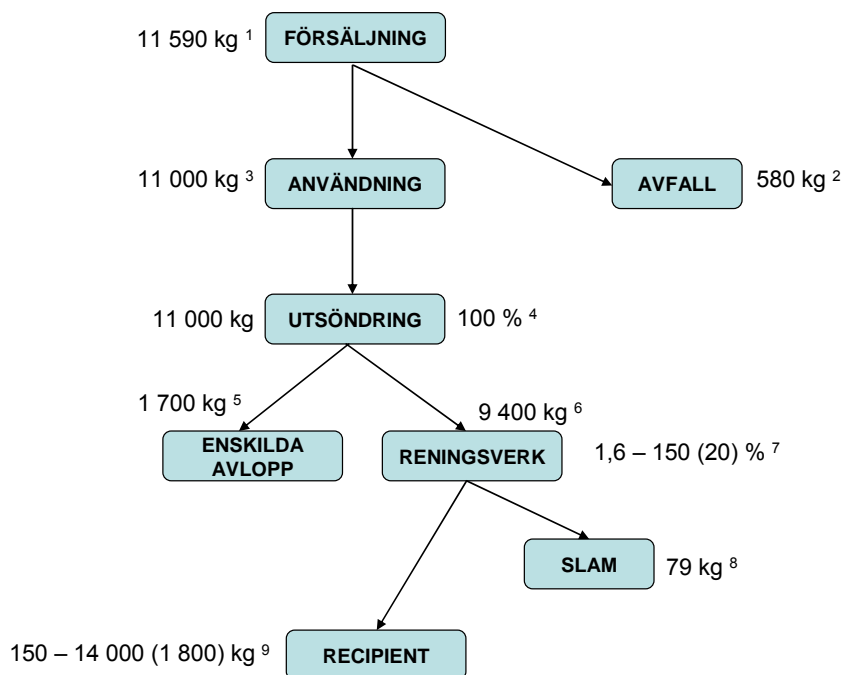 11 590 kg ¹ FÖRSÄLJNING
11 000 kg ³ ANVÄNDNING AVFALL 580 kg ²
11 000 kg UTSÖNDRING 100 % ⁴
1 700 kg ⁵ 9 400 kg ⁶
ENSKILDA
AVLOPP
RENINGSVERK 1,6 – 150 (20) % ⁷
SLAM 79 kg ⁸
150 – 14 000 (1 800) kg ⁹ RECIPIENT